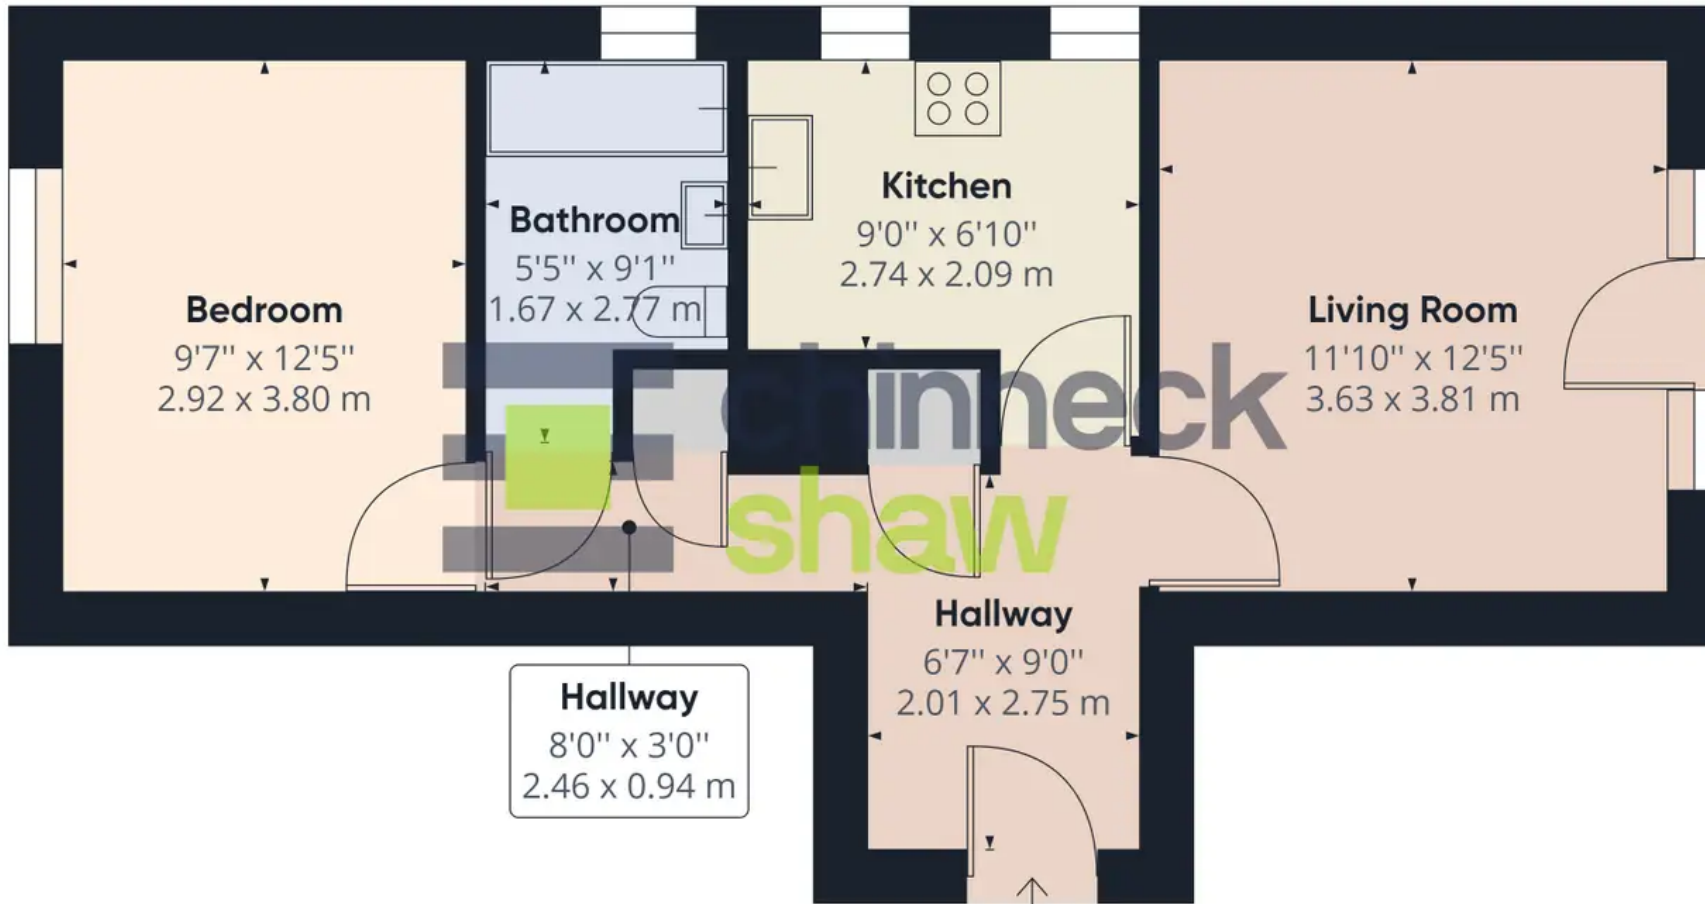 Bedroom
9'7" x 12'5"
2.92 x 3.80 m
Bathroom
5'5" x 9'1"
1.67 x 2.77 m
Kitchen
9'0" x 6'10"
2.74 x 2.09 m
Living Room
11'10" x 12'5"
3.63 x 3.81 m
chinneck
shaw
Hallway
6'7" x 9'0"
2.01 x 2.75 m
Hallway
8'0" x 3'0"
2.46 x 0.94 m